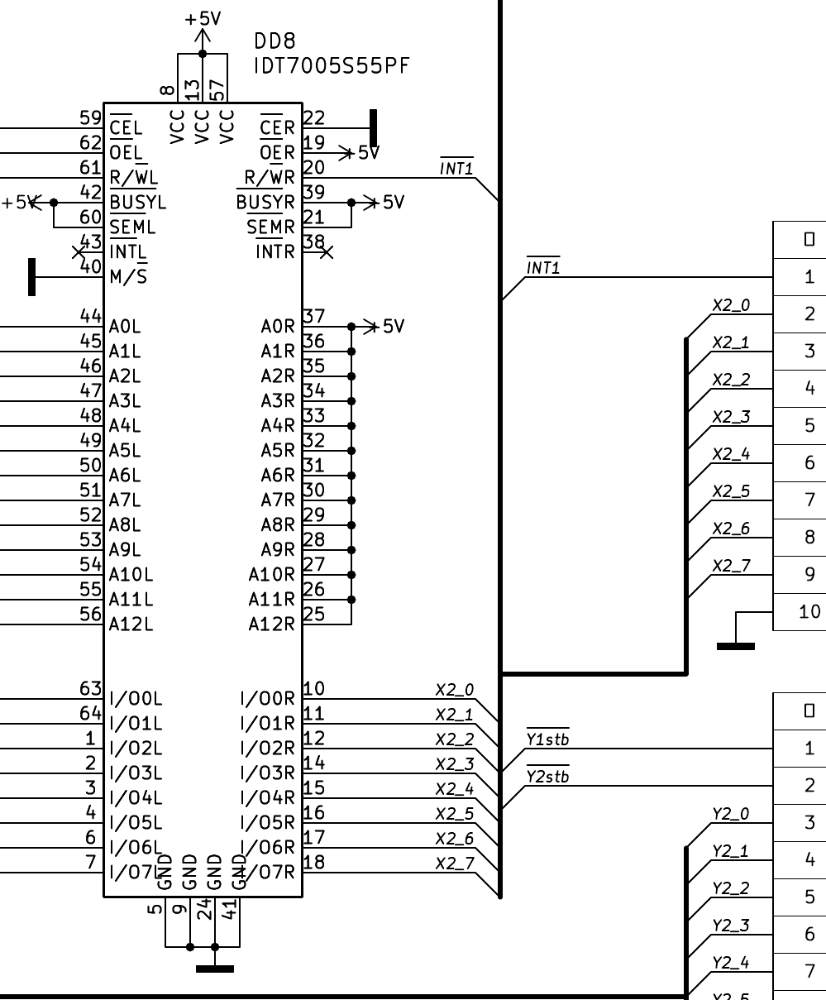 +5V
DD8
IDT7005S55PF
8 13 57
VCC VCC VCC
59 CEL CER 22
62 OEL OER 19 +5V
61 R/WL R/WR 20 INT1
+5V 42 BUSYL BUSYR 39 +5V
60 SEML SEMR 21
43 INTL INTR 38
40 M/S
44 A0L A0R 37 +5V
45 A1L A1R 36
46 A2L A2R 35
47 A3L A3R 34
48 A4L A4R 33
49 A5L A5R 32
50 A6L A6R 31
51 A7L A7R 30
52 A8L A8R 29
53 A9L A9R 28
54 A10L A10R 27
55 A11L A11R 26
56 A12L A12R 25
63 I/O0L I/O0R 10 X2_0
64 I/O1L I/O1R 11 X2_1
1 I/O2L I/O2R 12 X2_2
2 I/O3L I/O3R 14 X2_3
3 I/O4L I/O4R 15 X2_4
4 I/O5L I/O5R 16 X2_5
6 I/O6L I/O6R 17 X2_6
7 I/O7L I/O7R 18 X2_7
GND GND GND GND
5 9 24 41
INT1 1
X2_0 2
X2_1 3
X2_2 4
X2_3 5
X2_4 6
X2_5 7
X2_6 8
X2_7 9
10
Y1stb 1
Y2stb 2
Y2_0 3
Y2_1 4
Y2_2 5
Y2_3 6
Y2_4 7
Y2_5